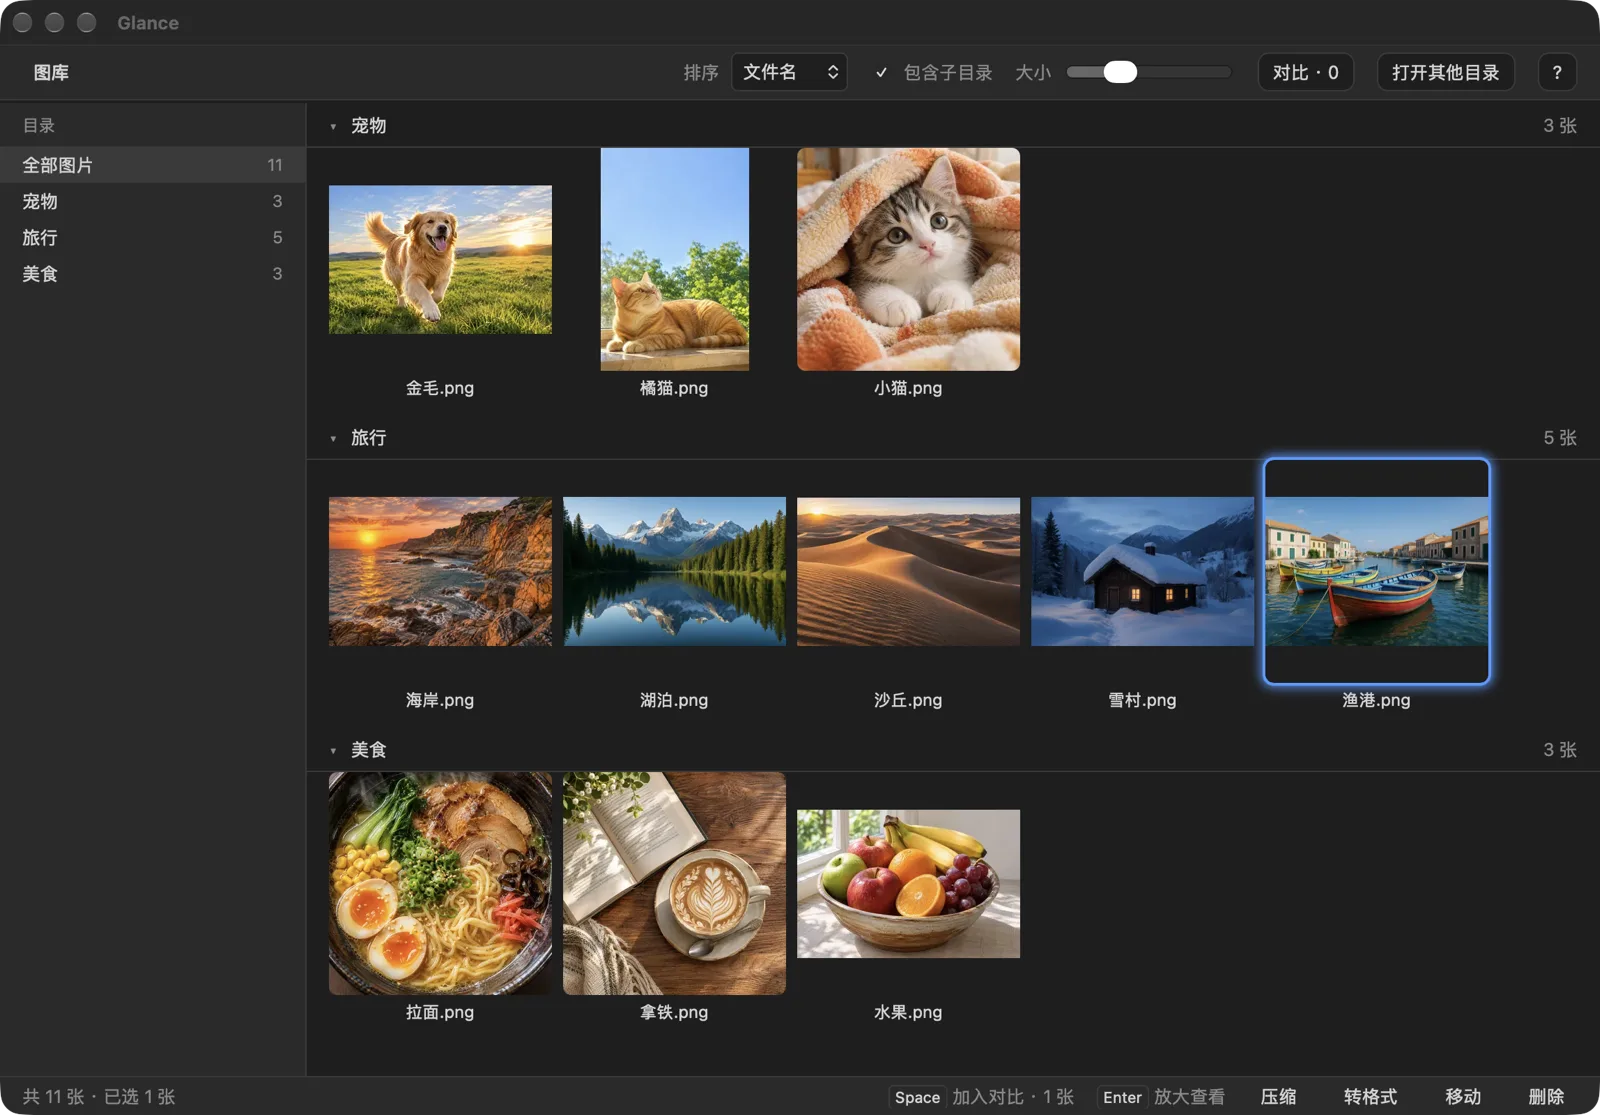 Glance
图库
排序 文件名 ✓ 包含子目录 大小 对比 · 0 打开其他目录 ?
目录
全部图片 11
宠物 3
旅行 5
美食 3
宠物 3 张
金毛.png 橘猫.png 小猫.png
旅行 5 张
海岸.png 湖泊.png 沙丘.png 雪村.png 渔港.png
美食 3 张
拉面.png 拿铁.png 水果.png
共 11 张 · 已选 1 张 Space 加入对比 · 1 张 Enter 放大查看 压缩 转格式 移动 删除